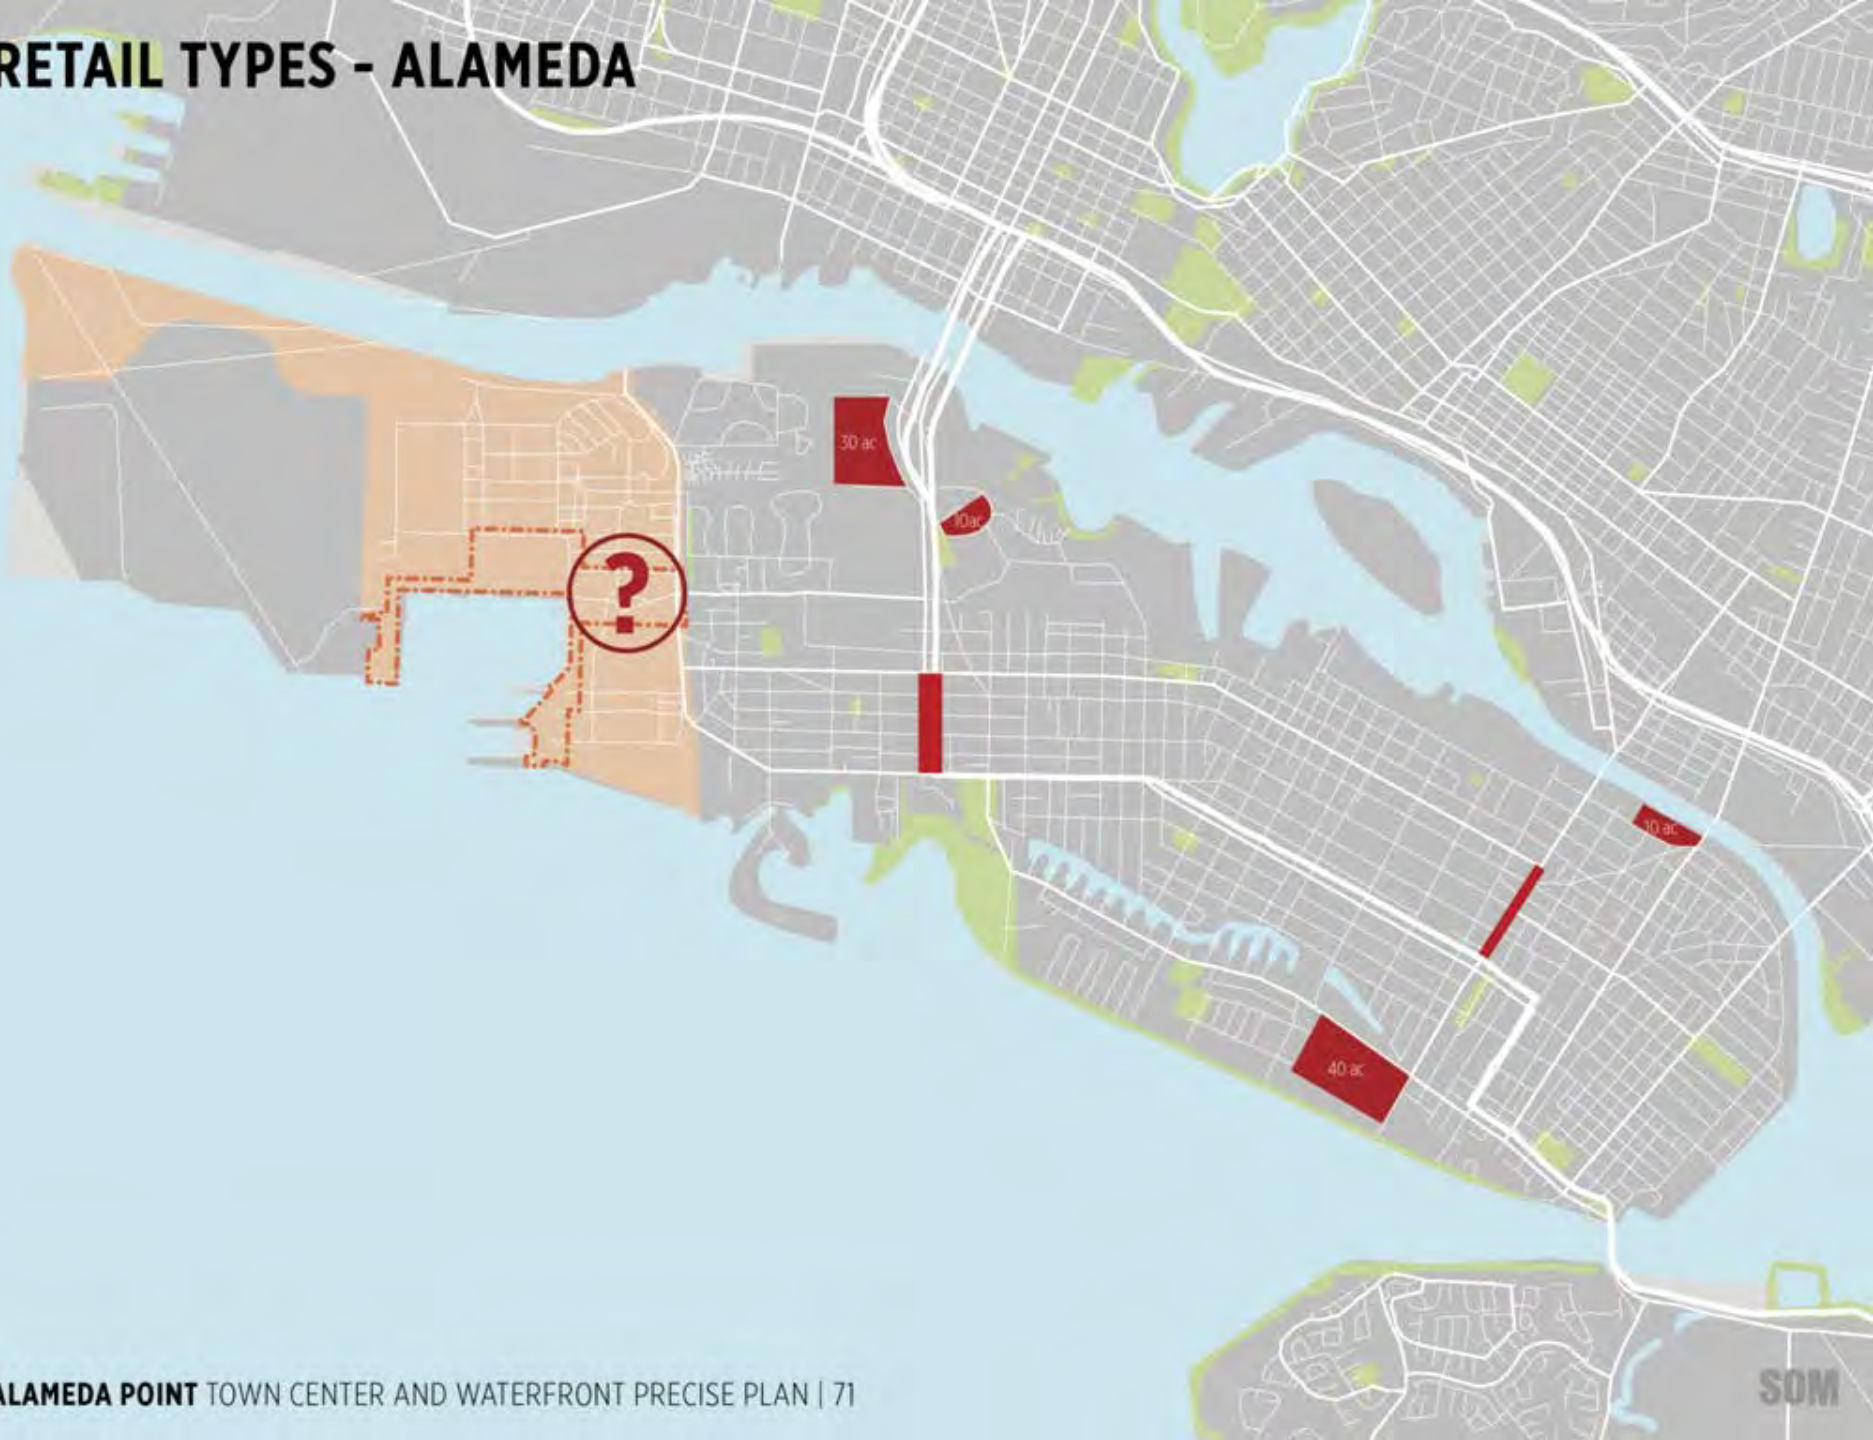 RETAIL TYPES - ALAMEDA
30 ac
10ac
?
10 ac
40 ac
ALAMEDA POINT TOWN CENTER AND WATERFRONT PRECISE PLAN | 71
SOM